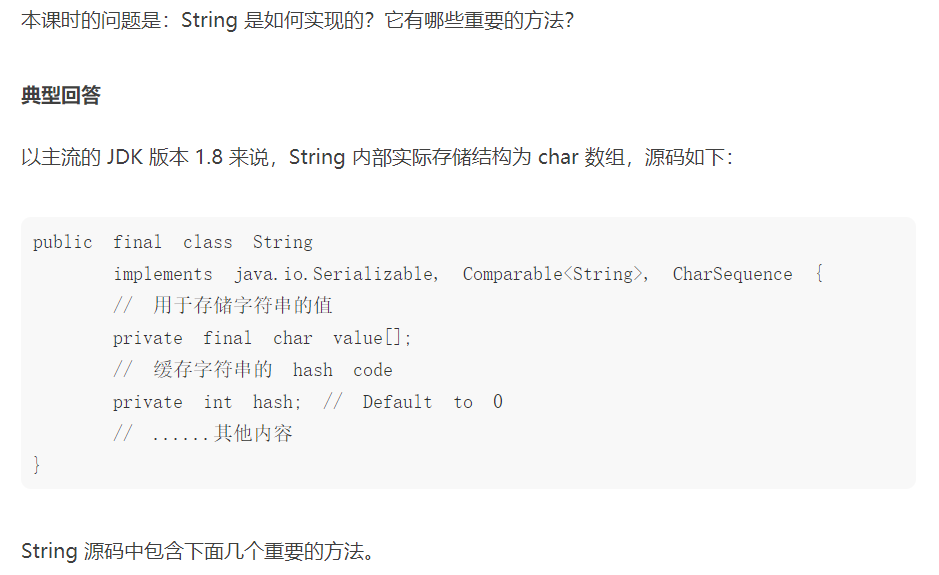 本课时的问题是：String 是如何实现的？它有哪些重要的方法？
典型回答
以主流的 JDK 版本 1.8 来说，String 内部实际存储结构为 char 数组，源码如下：
public final class String
implements java.io.Serializable, Comparable<String>, CharSequence {
// 用于存储字符串的值
private final char value[];
// 缓存字符串的 hash code
private int hash; // Default to 0
// ......其他内容
}
String 源码中包含下面几个重要的方法。